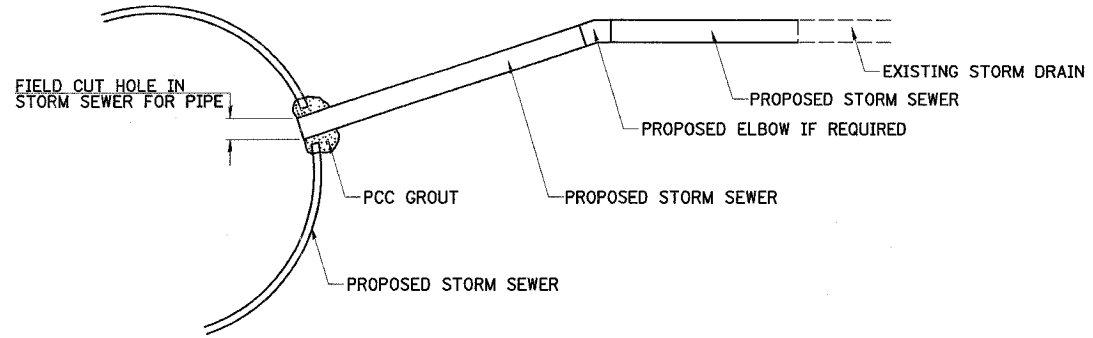 FIELD CUT HOLE IN
STORM SEWER FOR PIPE
EXISTING STORM DRAIN
PROPOSED STORM SEWER
PROPOSED ELBOW IF REQUIRED
PCC GROUT
PROPOSED STORM SEWER
PROPOSED STORM SEWER